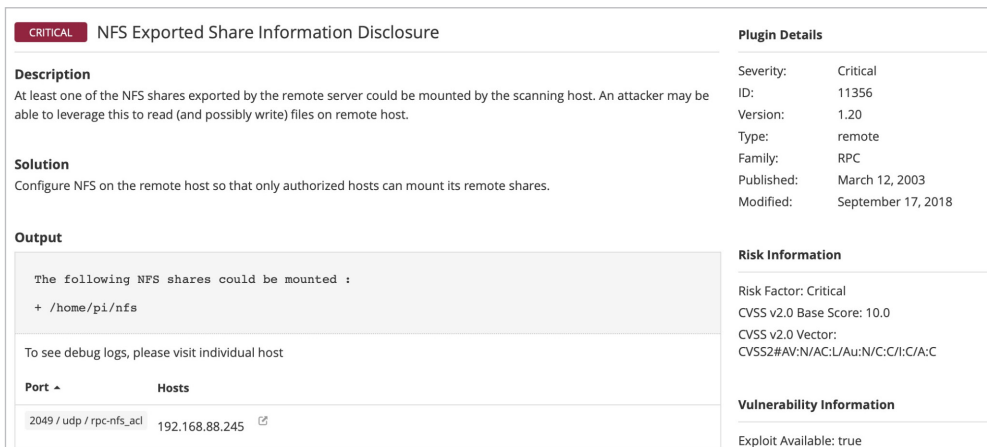 CRITICAL NFS Exported Share Information Disclosure
Description
At least one of the NFS shares exported by the remote server could be mounted by the scanning host. An attacker may be
able to leverage this to read (and possibly write) files on remote host.
Solution
Configure NFS on the remote host so that only authorized hosts can mount its remote shares.
Output
The following NFS shares could be mounted :
+ /home/pi/nfs
To see debug logs, please visit individual host
Port Hosts
2049 / udp / rpc-nfs_acl 192.168.88.245
Plugin Details
Severity: Critical
ID: 11356
Version: 1.20
Type: remote
Family: RPC
Published: March 12, 2003
Modified: September 17, 2018
Risk Information
Risk Factor: Critical
CVSS v2.0 Base Score: 10.0
CVSS v2.0 Vector:
CVSS2#AV:N/AC:L/Au:N/C:C/I:C/A:C
Vulnerability Information
Exploit Available: true